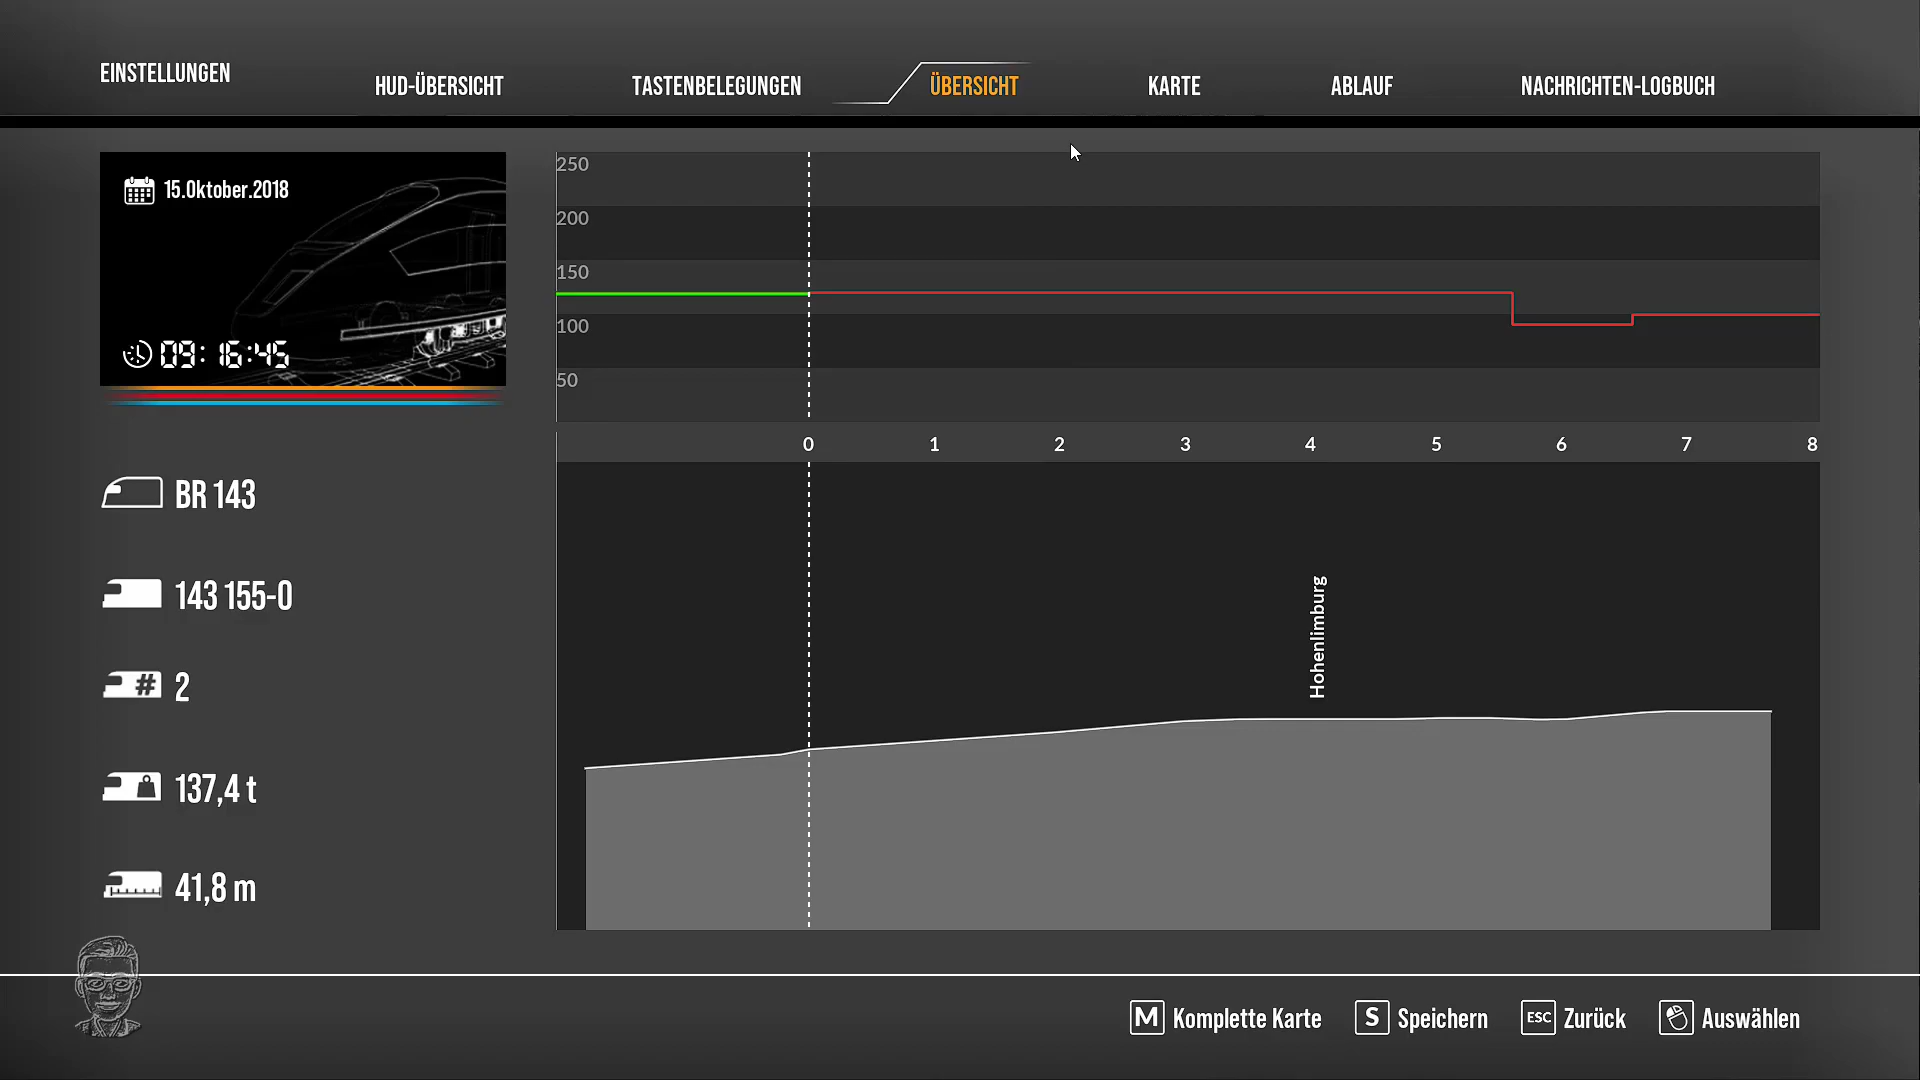 EINSTELLUNGEN
HUD-ÜBERSICHT
TASTENBELEGUNGEN
ÜBERSICHT
KARTE
ABLAUF
NACHRICHTEN-LOGBUCH
15.Oktober.2018
09:16:45
BR 143
143 155-0
# 2
137,4 t
41,8 m
250
200
150
100
50
0 1 2 3 4 5 6 7 8
Hohenlimburg
M Komplette Karte
S Speichern
ESC Zurück
Auswählen